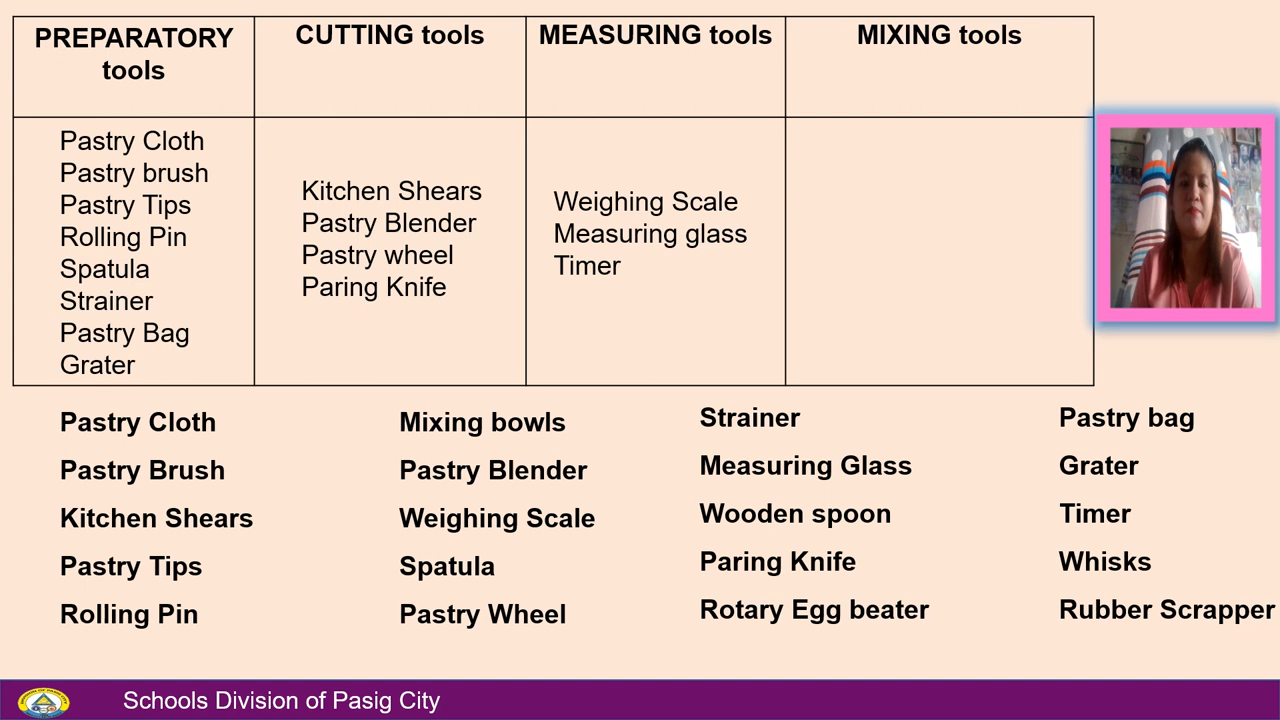 PREPARATORY
tools
CUTTING tools
MEASURING tools
MIXING tools
Pastry Cloth
Pastry brush
Pastry Tips
Rolling Pin
Spatula
Strainer
Pastry Bag
Grater
Kitchen Shears
Pastry Blender
Pastry wheel
Paring Knife
Weighing Scale
Measuring glass
Timer
Pastry Cloth
Pastry Brush
Kitchen Shears
Pastry Tips
Rolling Pin
Mixing bowls
Pastry Blender
Weighing Scale
Spatula
Pastry Wheel
Strainer
Measuring Glass
Wooden spoon
Paring Knife
Rotary Egg beater
Pastry bag
Grater
Timer
Whisks
Rubber Scrapper
Schools Division of Pasig City